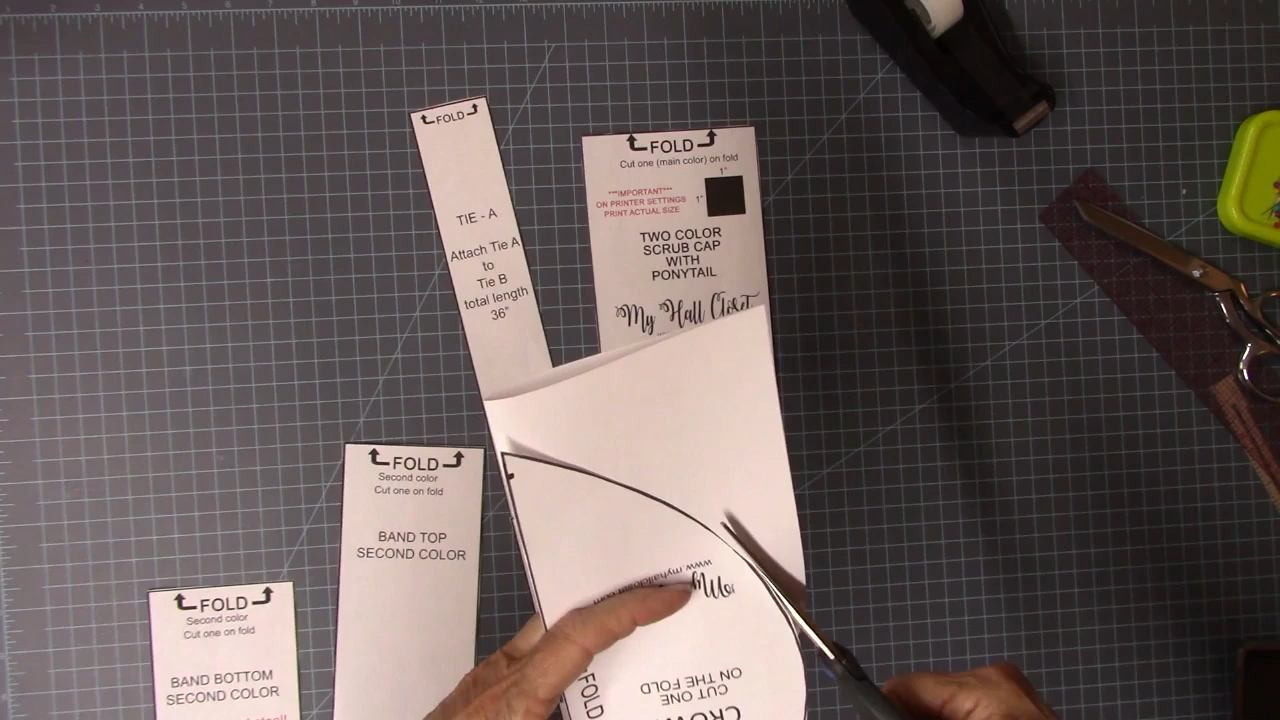 FOLD
TIE - A
Attach Tie A
to
Tie B
total length
36"
FOLD
Cut one (main color) on fold
***IMPORTANT***
ON PRINTER SETTINGS
PRINT ACTUAL SIZE
1"
1"
TWO COLOR
SCRUB CAP
WITH
PONYTAIL
My Hall Closet
FOLD
Second color
Cut one on fold
BAND TOP
SECOND COLOR
FOLD
Second color
Cut one on fold
BAND BOTTOM
SECOND COLOR
www.myhallcloset.com
My
CUT ONE
ON THE FOLD
FOLD